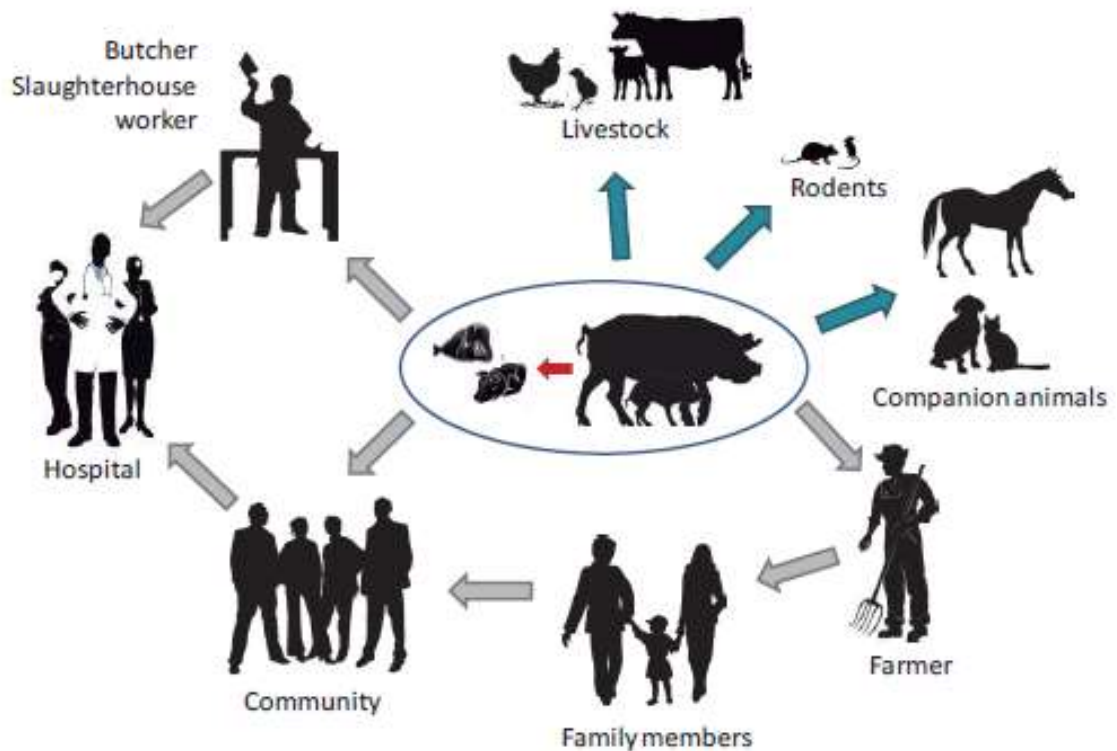 Butcher
Slaughterhouse
worker
Livestock
Rodents
Companion animals
Hospital
Farmer
Community
Family members